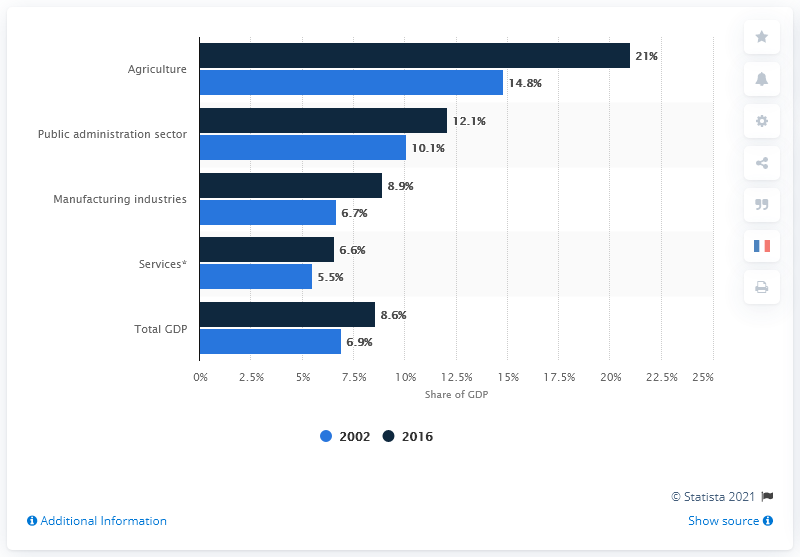 Agriculture
21%
14.8%
Public administration sector
12.1%
10.1%
Manufacturing industries
8.9%
6.7%
Services*
6.6%
5.5%
Total GDP
8.6%
6.9%
0% 2.5% 5% 7.5% 10% 12.5% 15% 17.5% 20% 22.5% 25%
Share of GDP
2002 2016
© Statista 2021
Additional Information Show source